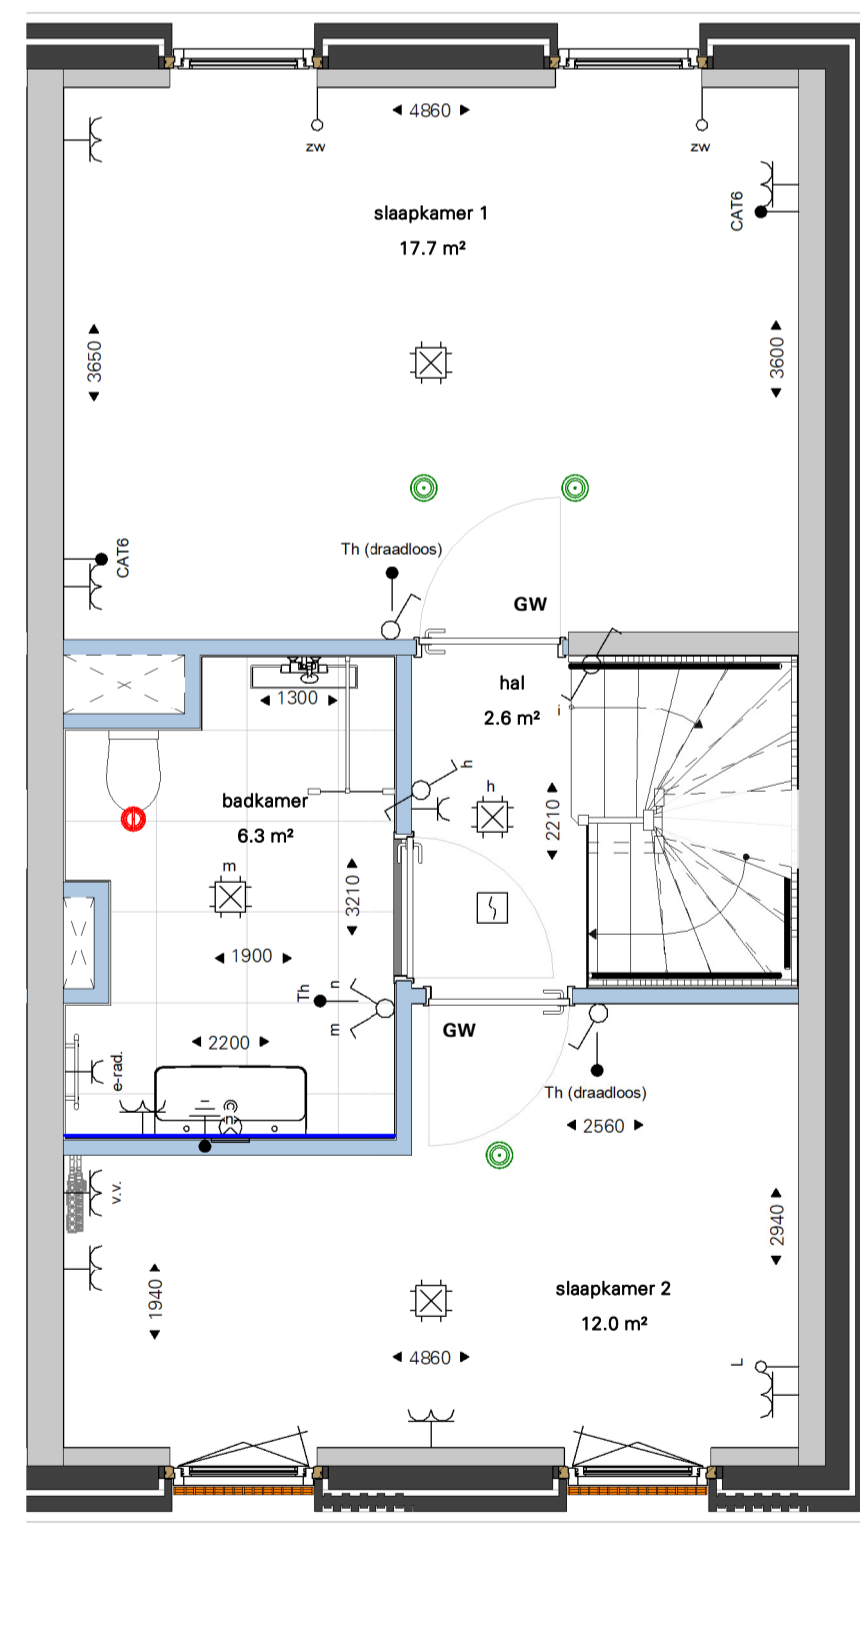 4860
zw
zw
CAT6
slaapkamer 1
17.7 m²
3650
3600
CAT6
Th (draadloos)
GW
hal
2.6 m²
i
1300
h
h
badkamer
6.3 m²
2210
m
3210
1900
Th
n
m
2200
GW
e-rad.
Th (draadloos)
2560
v.v.
2940
1940
slaapkamer 2
12.0 m²
4860
L